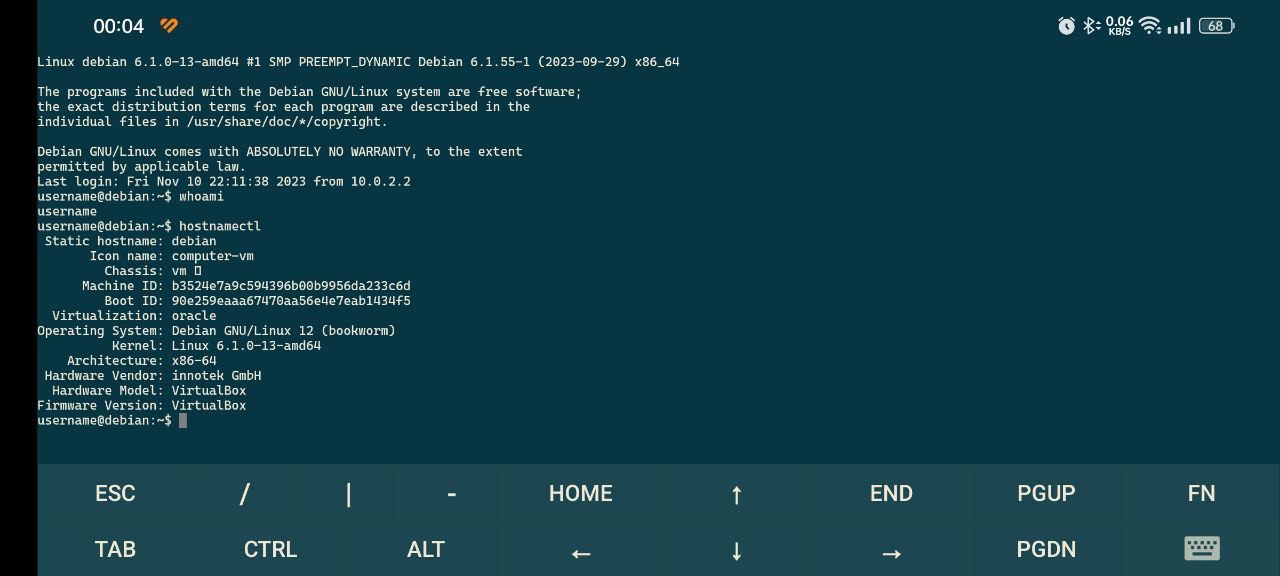 00:04
0.06
KB/S
68
Linux debian 6.1.0-13-amd64 #1 SMP PREEMPT_DYNAMIC Debian 6.1.55-1 (2023-09-29) x86_64
The programs included with the Debian GNU/Linux system are free software;
the exact distribution terms for each program are described in the
individual files in /usr/share/doc/*/copyright.
Debian GNU/Linux comes with ABSOLUTELY NO WARRANTY, to the extent
permitted by applicable law.
Last login: Fri Nov 10 22:11:38 2023 from 10.0.2.2
username@debian:~$ whoami
username
username@debian:~$ hostnamectl
Static hostname: debian
Icon name: computer-vm
Chassis: vm
Machine ID: b3524e7a9c594396b00b9956da233c6d
Boot ID: 90e259eaaa67470aa56e4e7eab1434f5
Virtualization: oracle
Operating System: Debian GNU/Linux 12 (bookworm)
Kernel: Linux 6.1.0-13-amd64
Architecture: x86-64
Hardware Vendor: innotek GmbH
Hardware Model: VirtualBox
Firmware Version: VirtualBox
username@debian:~$
ESC / | - HOME ↑ END PGUP FN
TAB CTRL ALT ← ↓ → PGDN